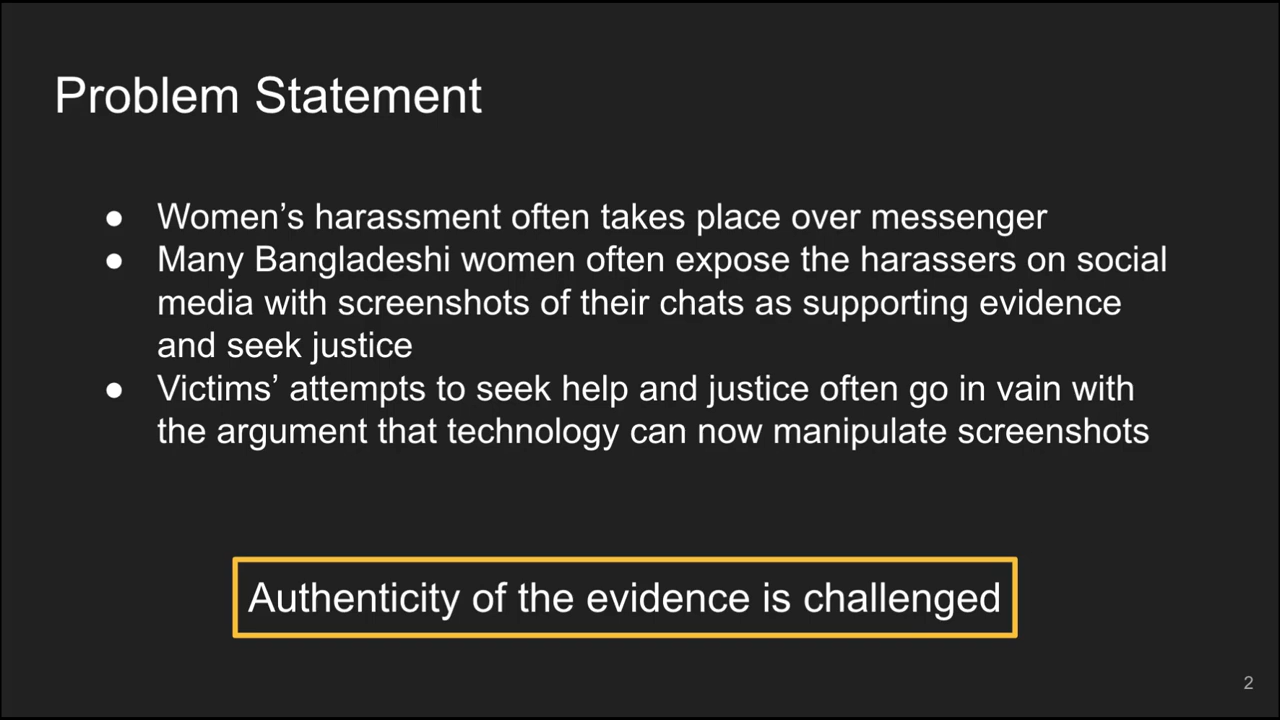 Problem Statement
● Women’s harassment often takes place over messenger
● Many Bangladeshi women often expose the harassers on social
media with screenshots of their chats as supporting evidence
and seek justice
● Victims’ attempts to seek help and justice often go in vain with
the argument that technology can now manipulate screenshots
Authenticity of the evidence is challenged
2